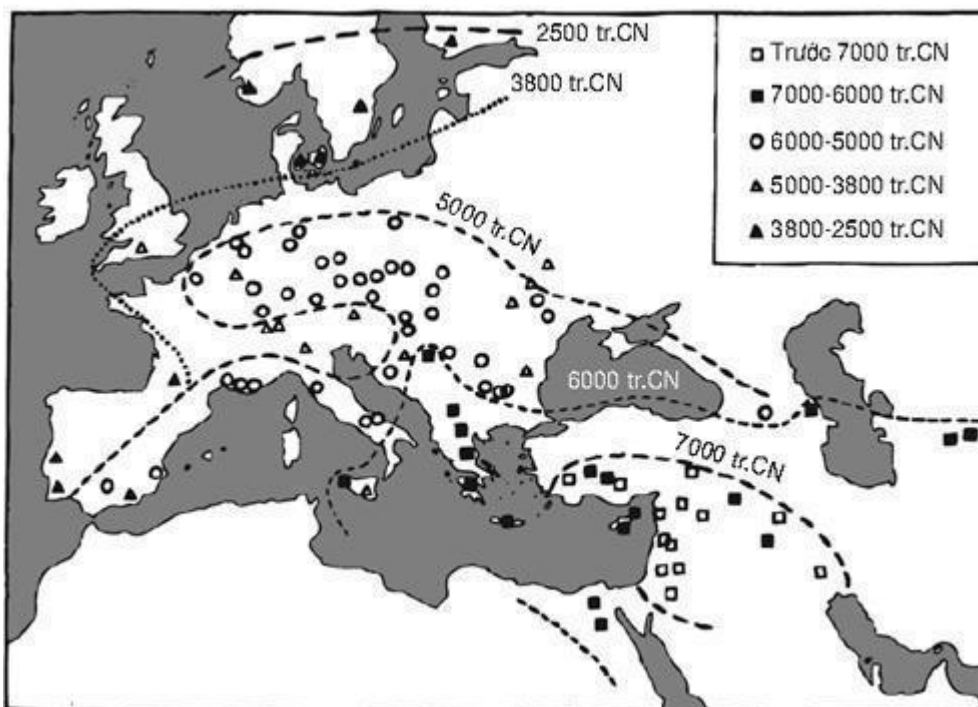 2500 tr.CN
3800 tr.CN
5000 tr.CN
6000 tr.CN
7000 tr.CN
Trước 7000 tr.CN
7000-6000 tr.CN
6000-5000 tr.CN
5000-3800 tr.CN
3800-2500 tr.CN